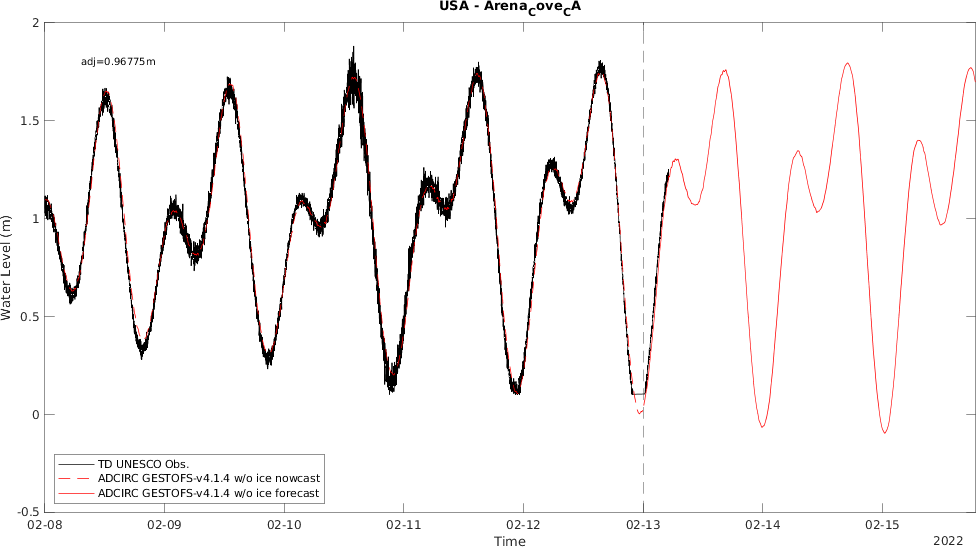 USA - ArenaCoveCA
adj=0.96775m
2
1.5
1
0.5
0
-0.5
Water Level (m)
TD UNESCO Obs.
ADCIRC GESTOFS-v4.1.4 w/o ice nowcast
ADCIRC GESTOFS-v4.1.4 w/o ice forecast
02-08 02-09 02-10 02-11 02-12 02-13 02-14 02-15
Time
2022